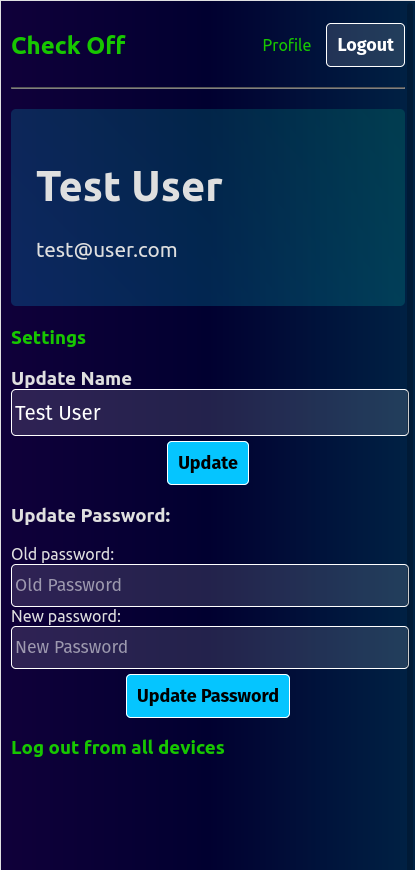 Check Off
Profile
Logout
Test User
test@user.com
Settings
Update Name
Test User
Update
Update Password:
Old password:
Old Password
New password:
New Password
Update Password
Log out from all devices